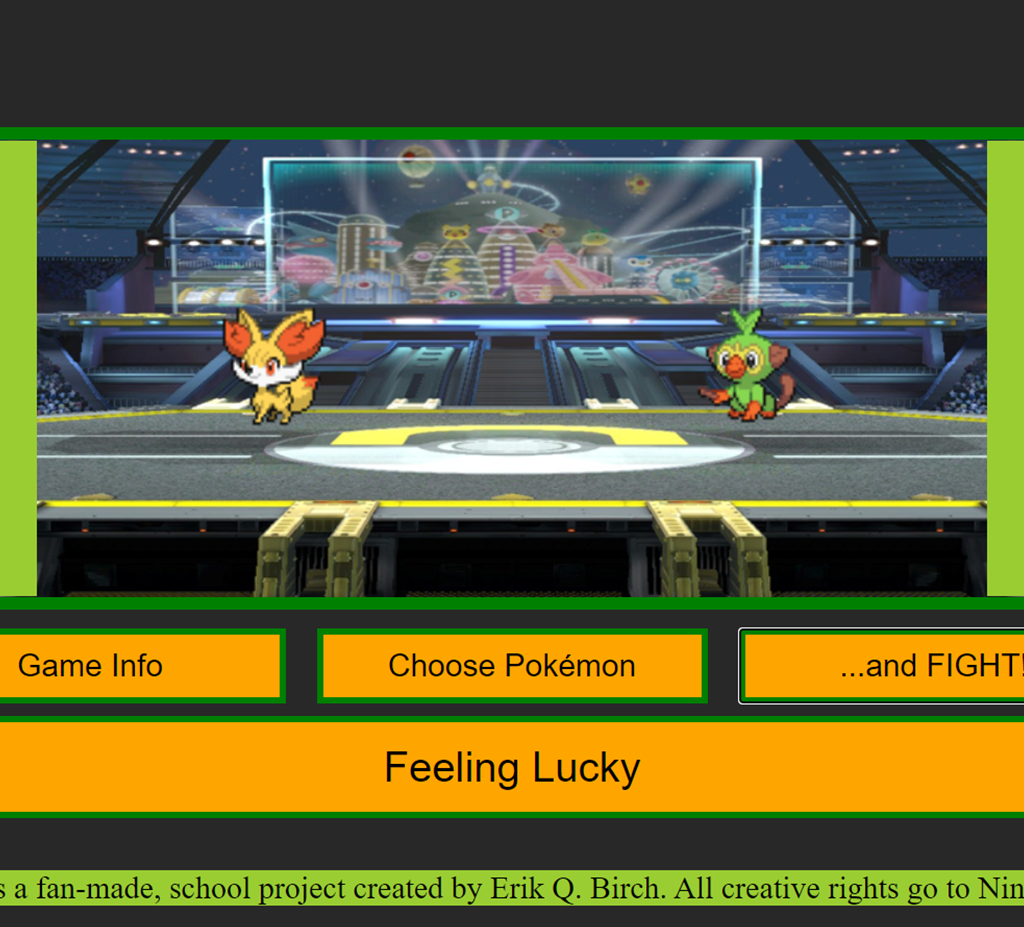 Game Info
Choose Pokémon
...and FIGHT!
Feeling Lucky
s a fan-made, school project created by Erik Q. Birch. All creative rights go to Nin